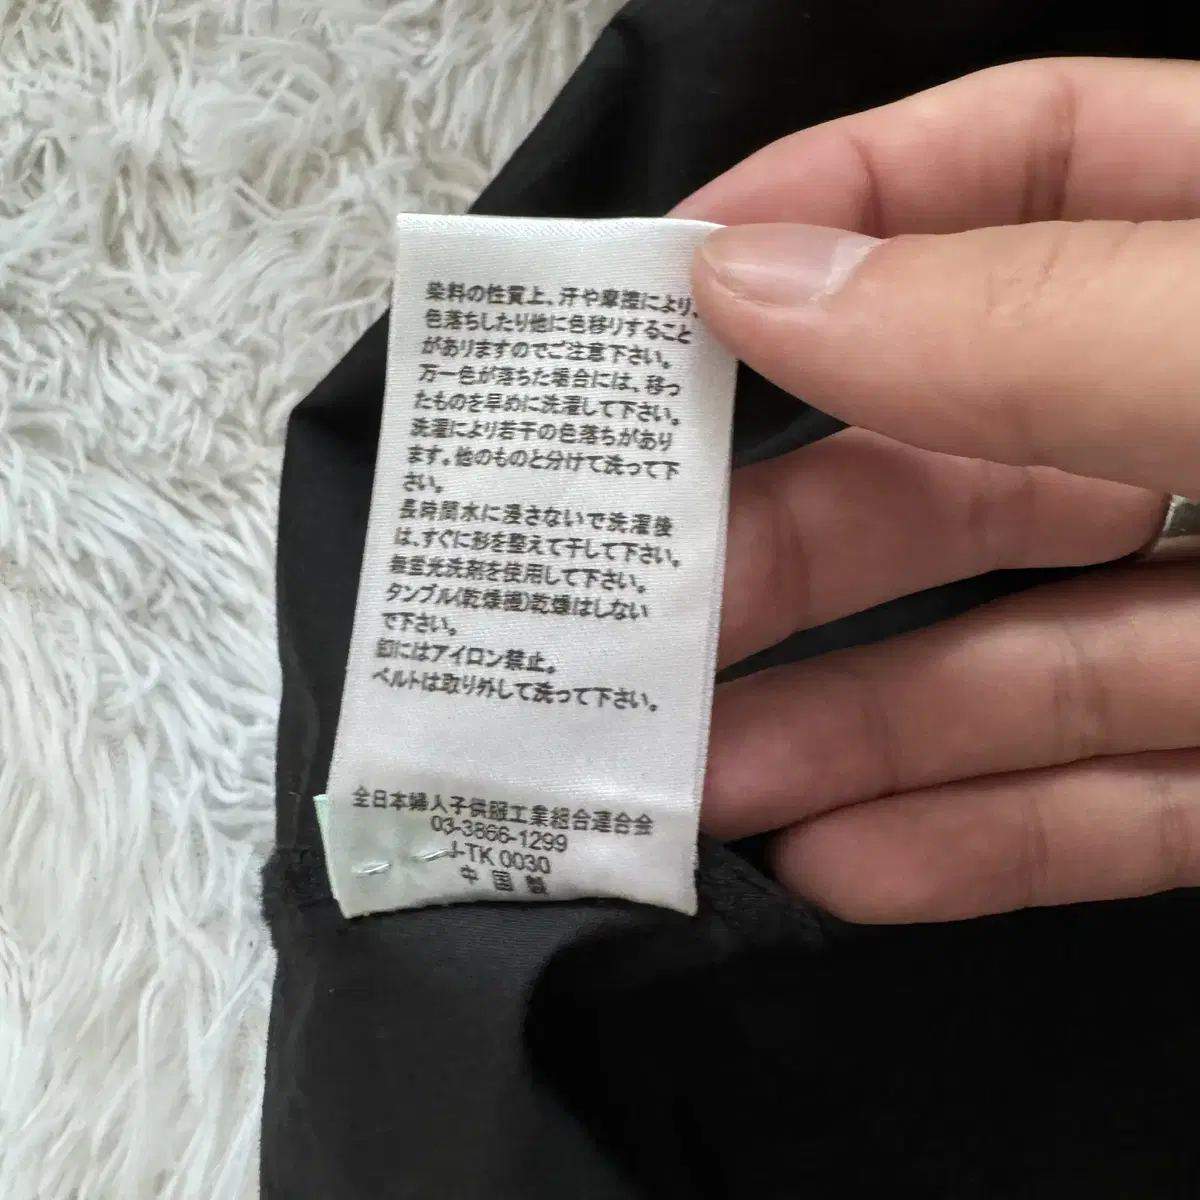 染料の性質上、汗や摩擦により、
色落ちしたり他に色移りすること
がありますのでご注意下さい。
万一色が落ちた場合には、移っ
たものを早めに洗濯して下さい。
洗濯により若干の色落ちがあり
ます。他のものと分けて洗って下
さい。
長時間水に浸さないで洗濯後
は、すぐに形を整えて干して下さい。
無蛍光洗剤を使用して下さい。
タンブル(乾燥機)乾燥はしない
で下さい。
釦にはアイロン禁止。
ベルトは取り外して洗って下さい。
全日本婦人子供服工業組合連合会
03-3866-1299
J-TK 0030
中国製